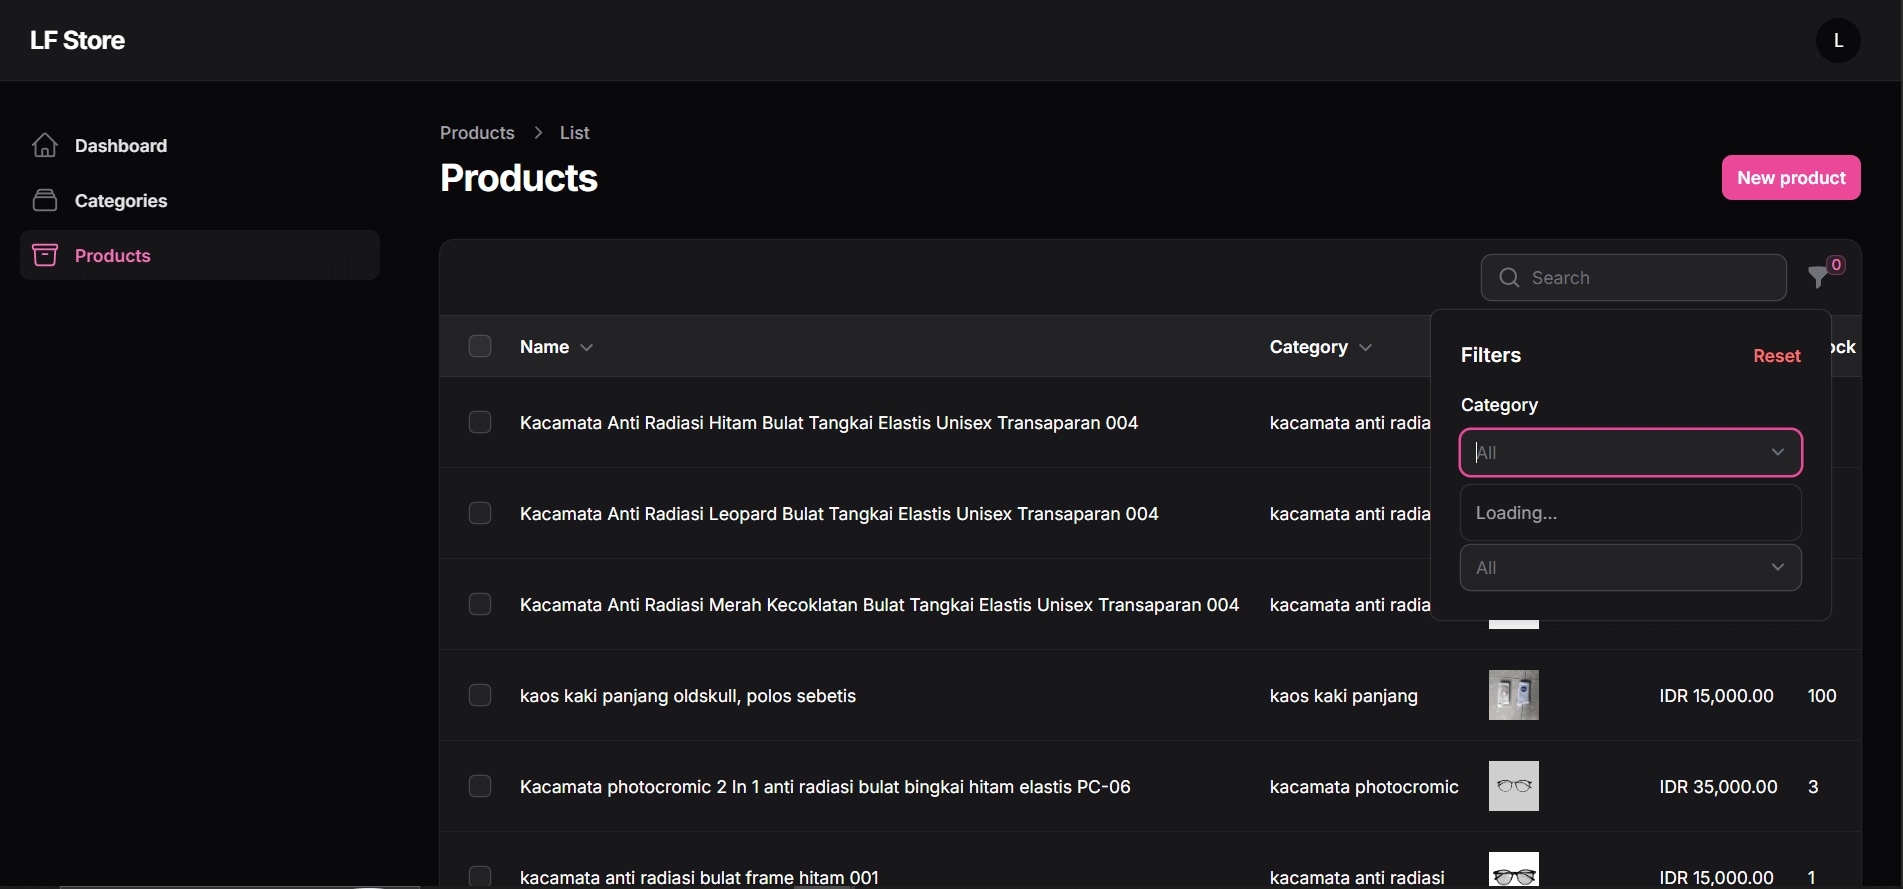 LF Store
L
Dashboard
Categories
Products
Products > List
Products
New product
Search
0
Name
Category
Filters
Reset
Category
All
Loading...
All
Kacamata Anti Radiasi Hitam Bulat Tangkai Elastis Unisex Transaparan 004
kacamata anti
Kacamata Anti Radiasi Leopard Bulat Tangkai Elastis Unisex Transaparan 004
kacamata anti
Kacamata Anti Radiasi Merah Kecoklatan Bulat Tangkai Elastis Unisex Transaparan 004
kacamata anti
kaos kaki panjang oldskull, polos sebetis
kaos kaki panjang
IDR 15,000.00
100
Kacamata photocromic 2 In 1 anti radiasi bulat bingkai hitam elastis PC-06
kacamata photocromic
IDR 35,000.00
3
kacamata anti radiasi bulat frame hitam 001
kacamata anti radiasi
IDR 15,000.00
1